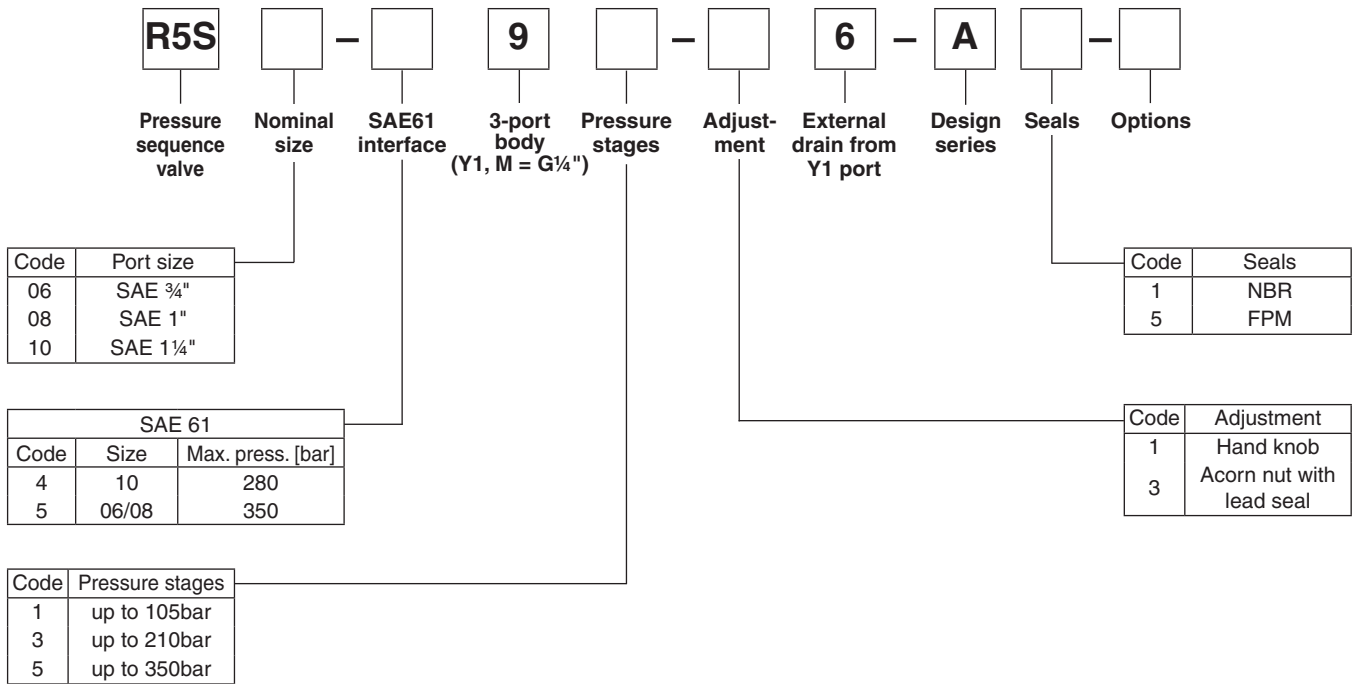 R5S – 9 – 6 – A –
Pressure sequence valve
Nominal size
SAE61 interface
3-port body (Y1, M = G¼")
Pressure stages
Adjust-ment
External drain from Y1 port
Design series
Seals
Options
Code Port size
06 SAE ¾"
08 SAE 1"
10 SAE 1¼"
SAE 61
Code Size Max. press. [bar]
4 10 280
5 06/08 350
Code Pressure stages
1 up to 105bar
3 up to 210bar
5 up to 350bar
Code Seals
1 NBR
5 FPM
Code Adjustment
1 Hand knob
3 Acorn nut with lead seal